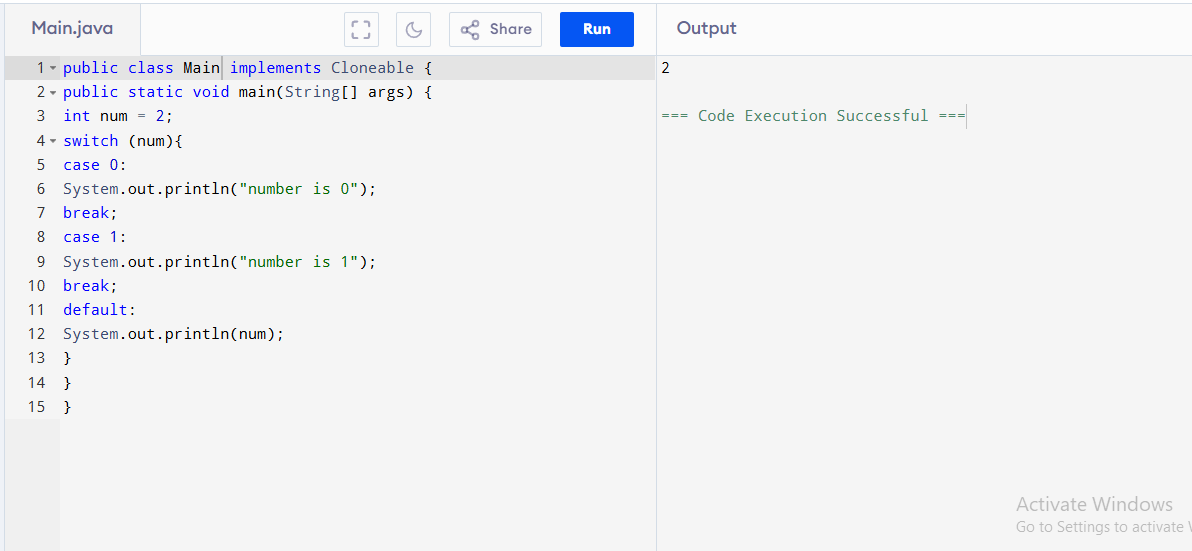 Main.java Share Run Output
1 public class Main implements Cloneable {
2 public static void main(String[] args) {
3 int num = 2;
4 switch (num){
5 case 0:
6 System.out.println("number is 0");
7 break;
8 case 1:
9 System.out.println("number is 1");
10 break;
11 default:
12 System.out.println(num);
13 }
14 }
15 }
2
=== Code Execution Successful ===
Activate Windows
Go to Settings to activate